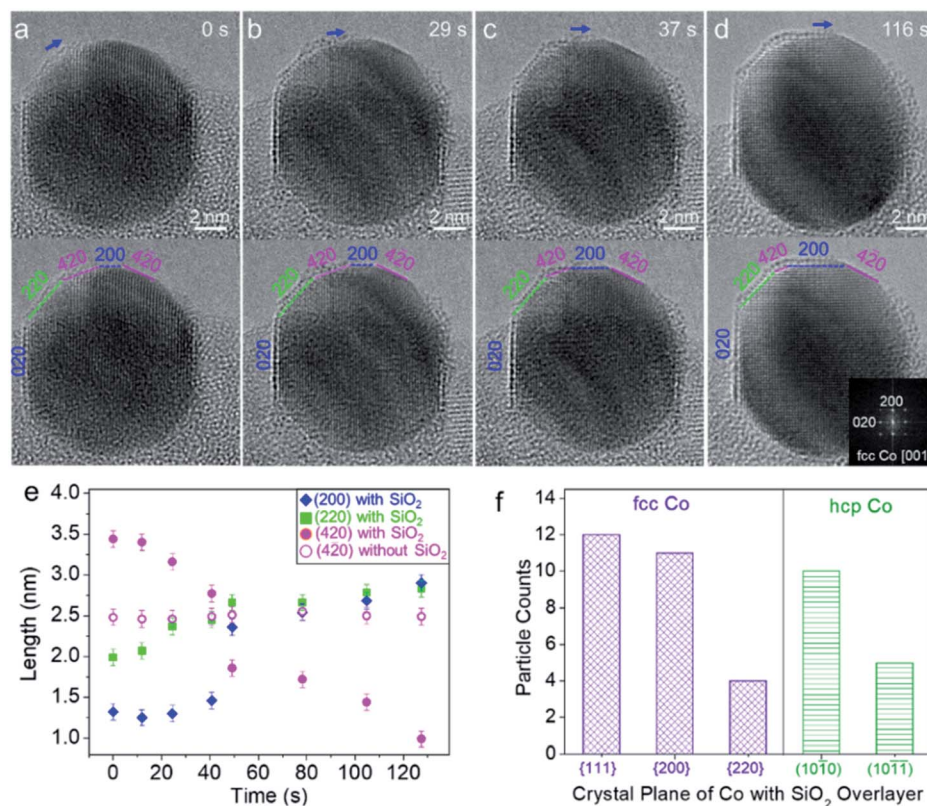 a
0 s
b
29 s
c
37 s
d
116 s
2 nm
2 nm
2 nm
2 nm
020
220
420
200
420
020
220
420
200
420
020
220
420
200
420
020
220
420
200
420
200
020
fcc Co [001]
e
4.0
3.5
3.0
2.5
2.0
1.5
1.0
Length (nm)
(200) with SiO₂
(220) with SiO₂
(420) with SiO₂
(420) without SiO₂
0 20 40 60 80 100 120
Time (s)
f
14
12
10
8
6
4
2
0
Particle Counts
fcc Co
hcp Co
{111} {200} {220} (101̅0) (101̅1̅)
Crystal Plane of Co with SiO₂ Overlayer